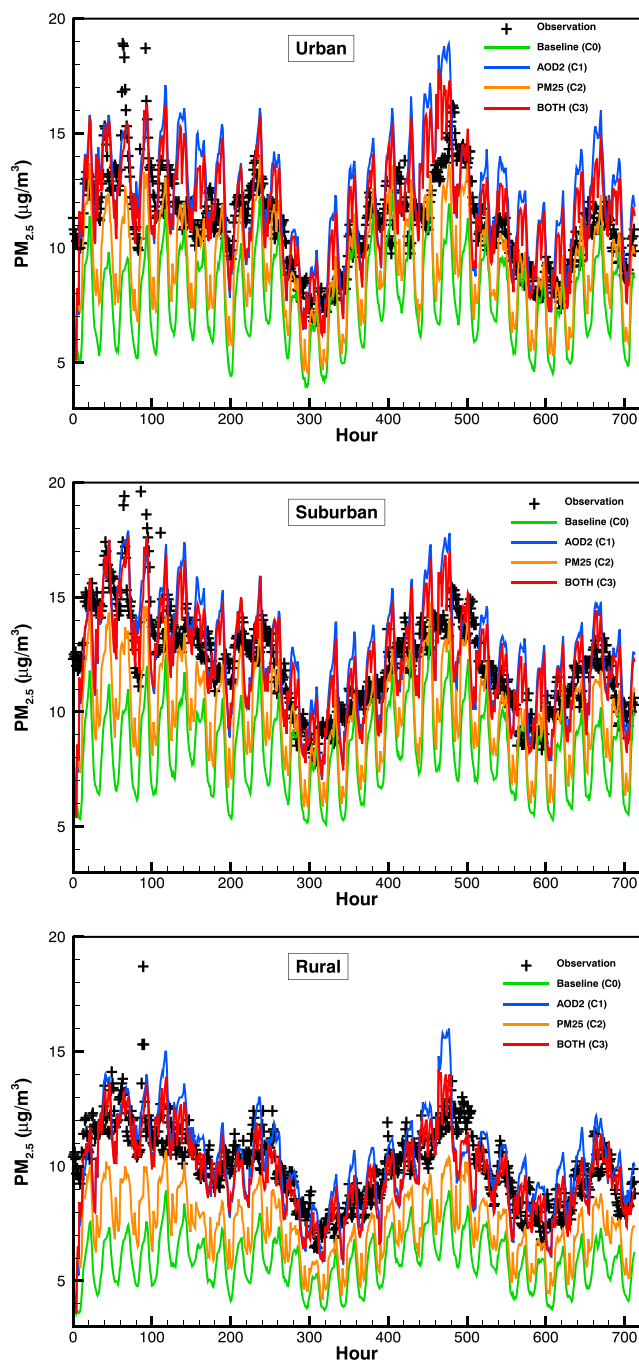 20
Urban
Observation
Baseline (C0)
AOD2 (C1)
PM25 (C2)
BOTH (C3)
15
10
5
PM2.5 (μg/m³)
0 100 200 300 400 500 600 700
Hour
20
Suburban
Observation
Baseline (C0)
AOD2 (C1)
PM25 (C2)
BOTH (C3)
15
10
5
PM2.5 (μg/m³)
0 100 200 300 400 500 600 700
Hour
20
Rural
Observation
Baseline (C0)
AOD2 (C1)
PM25 (C2)
BOTH (C3)
15
10
5
PM2.5 (μg/m³)
0 100 200 300 400 500 600 700
Hour